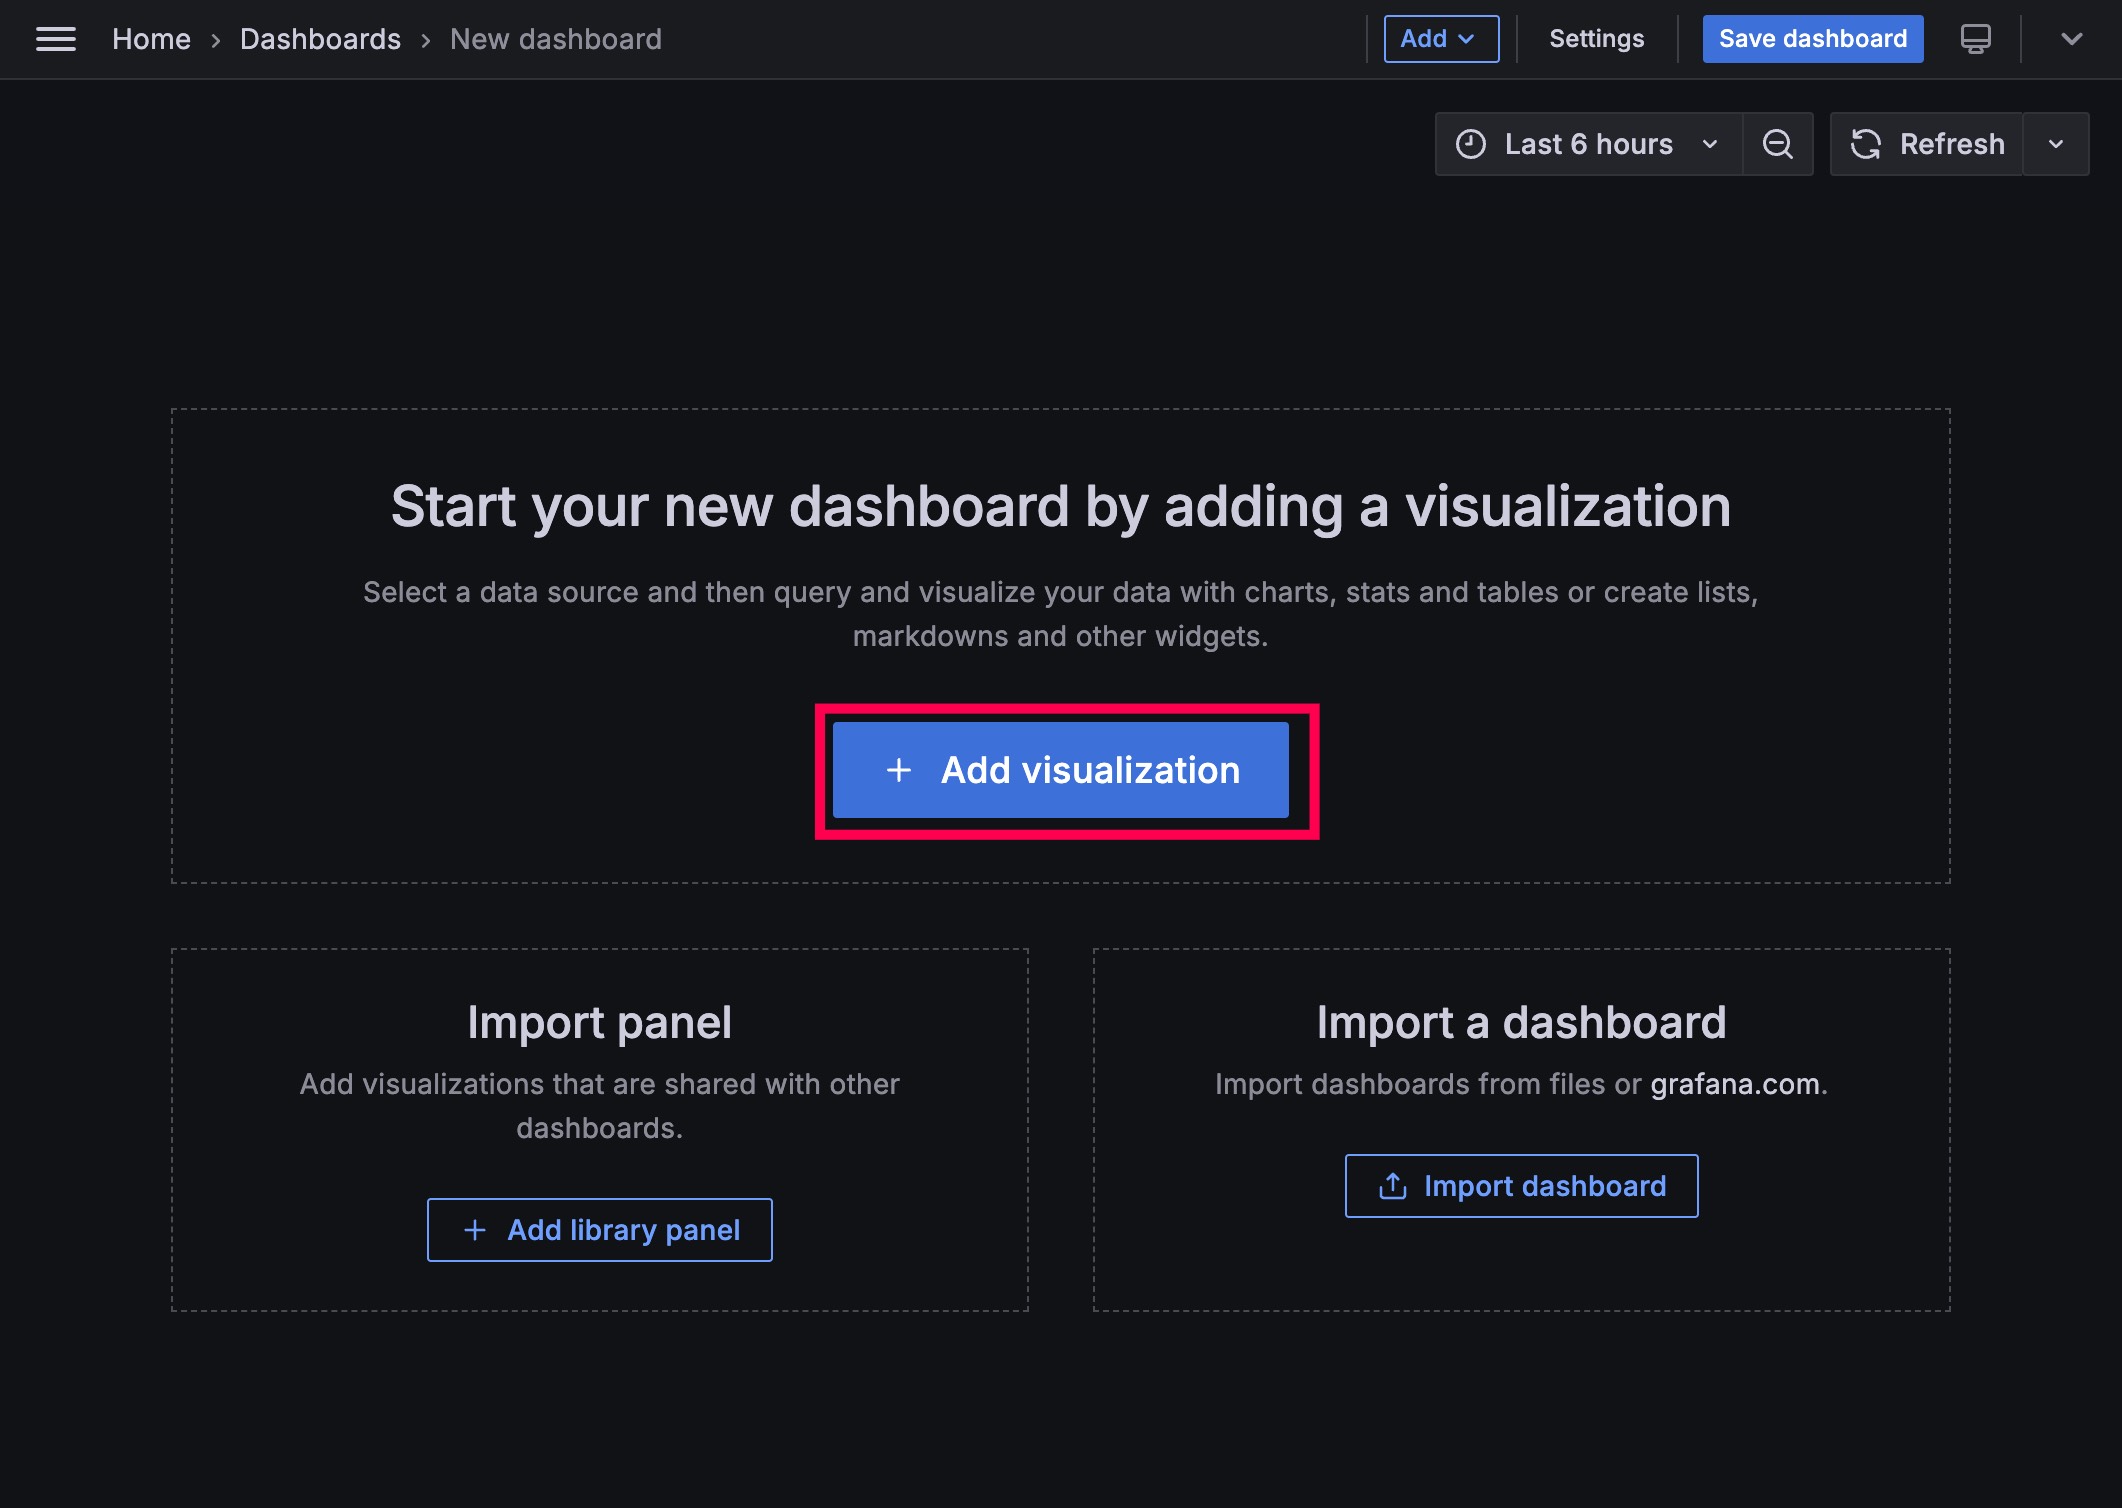 Home › Dashboards › New dashboard
Add
Settings
Save dashboard
Last 6 hours
Refresh
Start your new dashboard by adding a visualization
Select a data source and then query and visualize your data with charts, stats and tables or create lists,
markdowns and other widgets.
+ Add visualization
Import panel
Add visualizations that are shared with other
dashboards.
+ Add library panel
Import a dashboard
Import dashboards from files or grafana.com.
Import dashboard